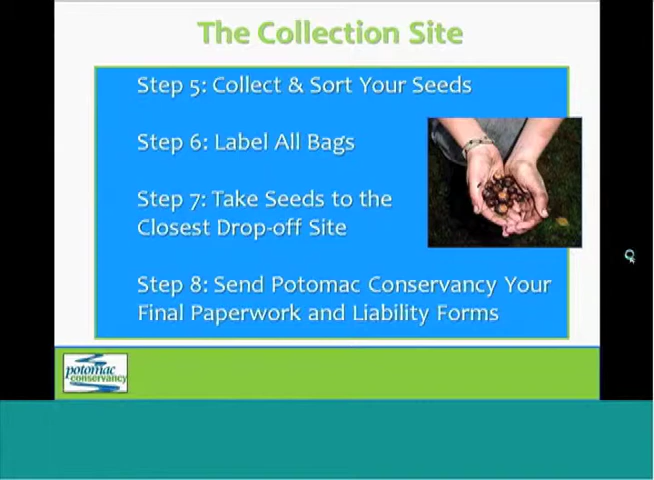 The Collection Site
Step 5: Collect & Sort Your Seeds
Step 6: Label All Bags
Step 7: Take Seeds to the
Closest Drop-off Site
Step 8: Send Potomac Conservancy Your
Final Paperwork and Liability Forms
potomac
conservancy